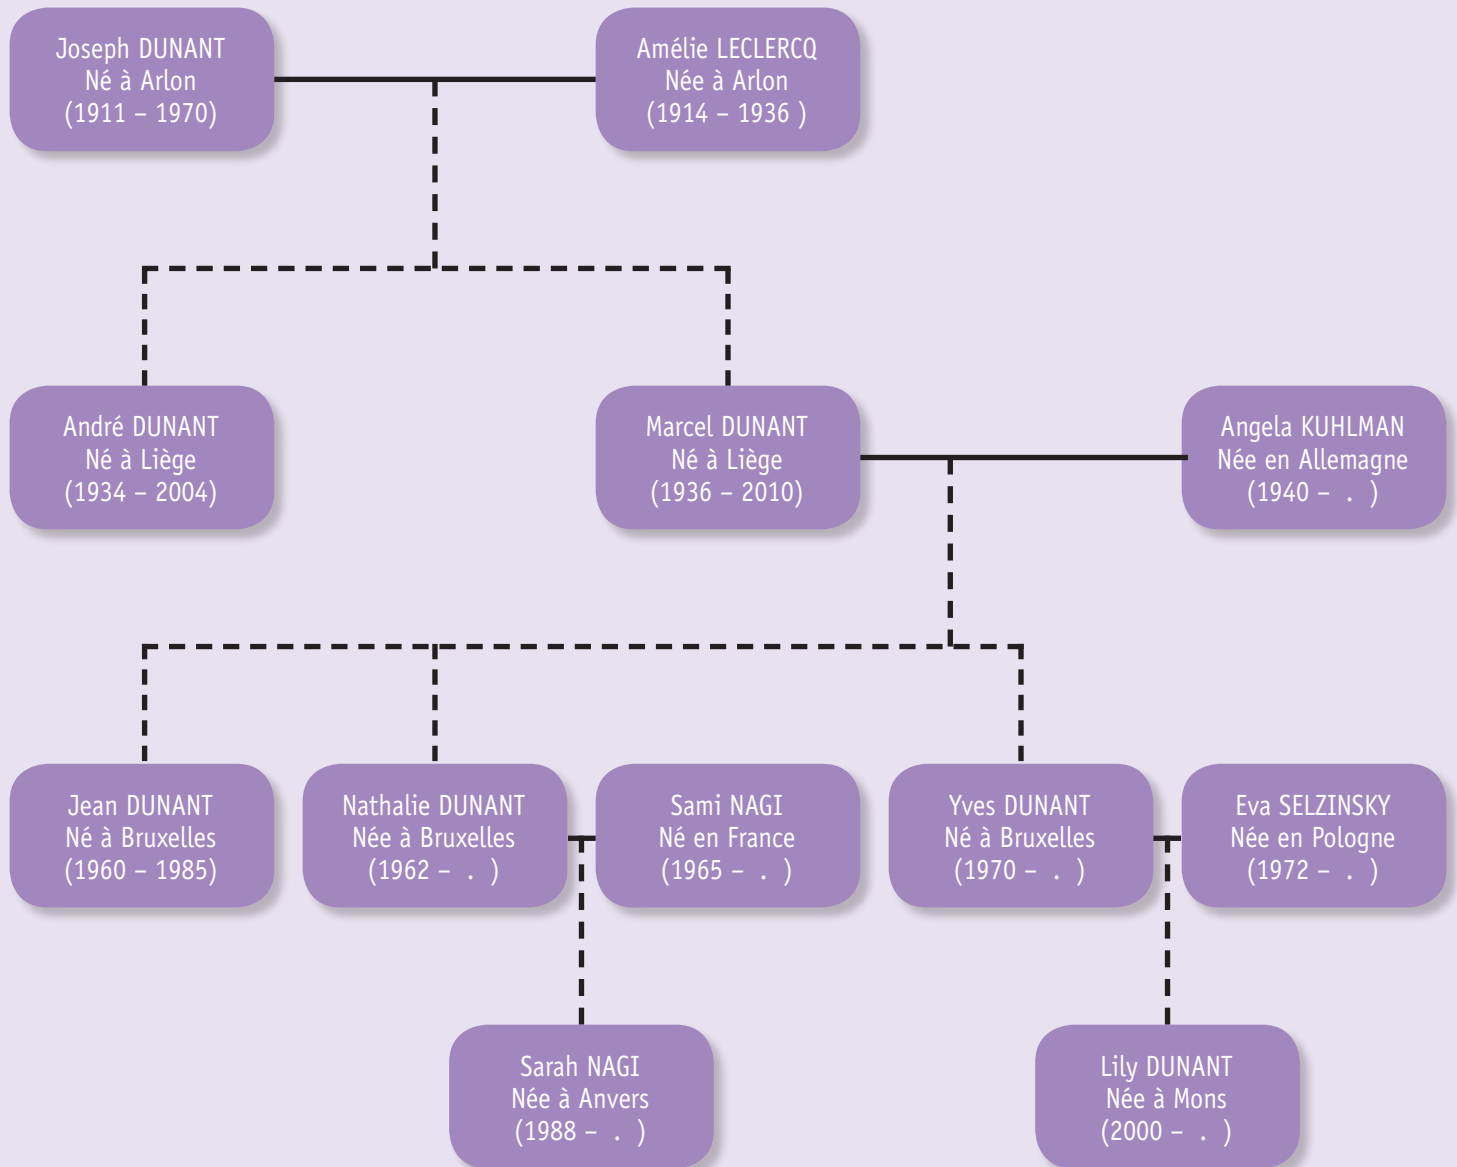 Joseph DUNANT
Né à Arlon
(1911 – 1970)
Amélie LECLERCQ
Née à Arlon
(1914 – 1936 )
André DUNANT
Né à Liège
(1934 – 2004)
Marcel DUNANT
Né à Liège
(1936 – 2010)
Angela KUHLMAN
Née en Allemagne
(1940 – . )
Jean DUNANT
Né à Bruxelles
(1960 – 1985)
Nathalie DUNANT
Née à Bruxelles
(1962 – . )
Sami NAGI
Né en France
(1965 – . )
Yves DUNANT
Né à Bruxelles
(1970 – . )
Eva SELZINSKY
Née en Pologne
(1972 – . )
Sarah NAGI
Née à Anvers
(1988 – . )
Lily DUNANT
Née à Mons
(2000 – . )